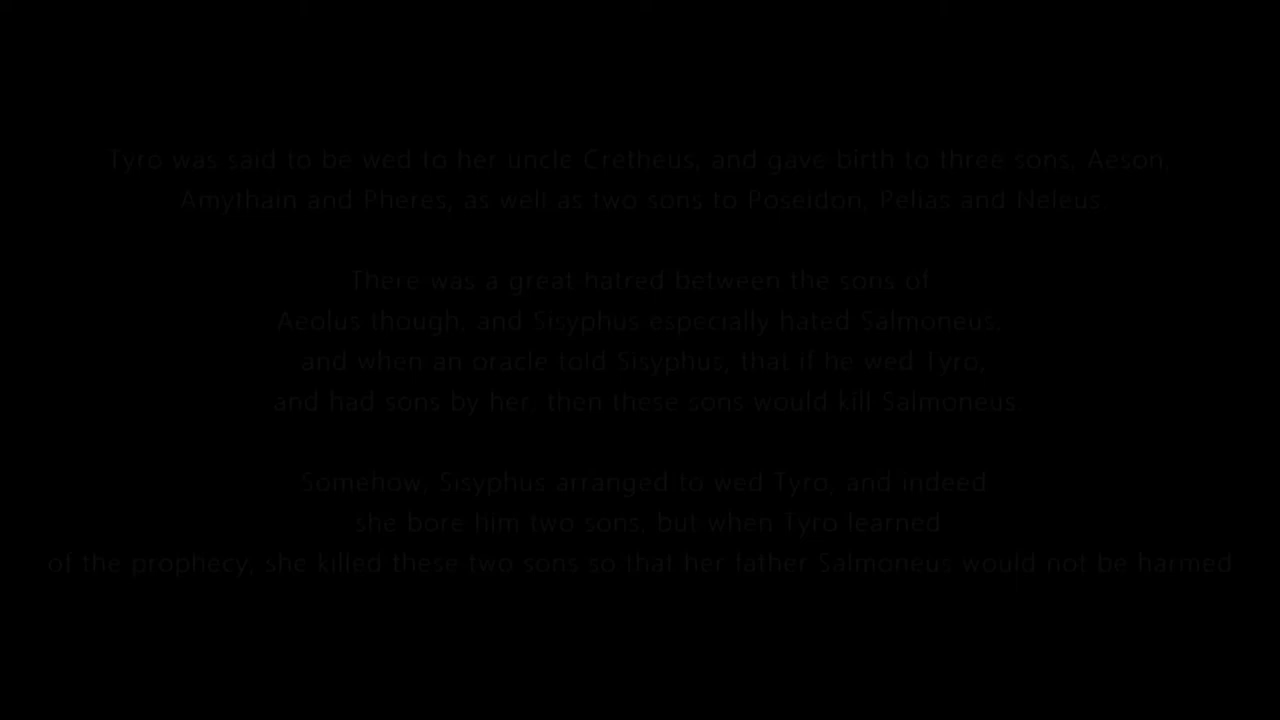 Tyro was said to be wed to her uncle Cretheus, and gave birth to three sons, Aeson,
Amythain and Pheres, as well as two sons to Poseidon, Pelias and Neleus
There was a great hatred between the sons of
Aeolus though, and Sisyphus especially hated Salmoneus,
and when an oracle told Sisyphus, that if he wed Tyro,
and had sons by her, then these sons would kill Salmoneus
Somehow, Sisyphus arranged to wed Tyro, and indeed
she bore him two sons, but when Tyro learned
of the prophecy, she killed these two sons so that her father Salmoneus would not be harmed